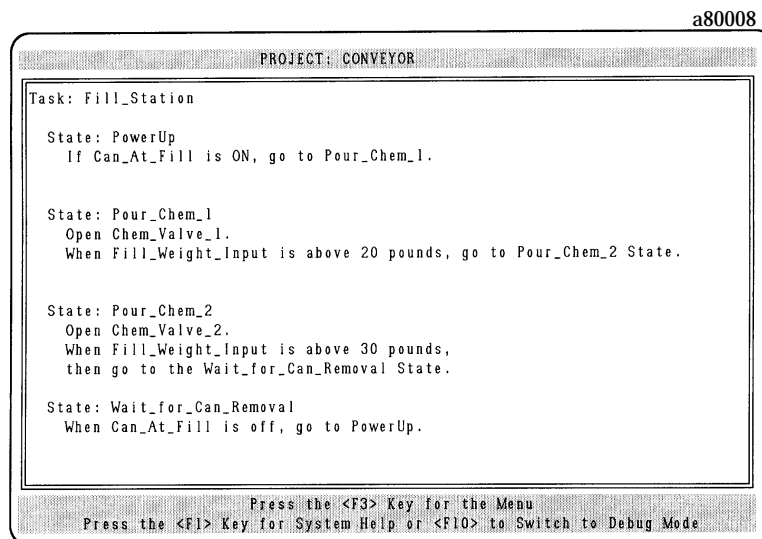 a80008
PROJECT: CONVEYOR
Task: Fill_Station
State: PowerUp
If Can_At_Fill is ON, go to Pour_Chem_1.
State: Pour_Chem_1
Open Chem_Valve_1.
When Fill_Weight_Input is above 20 pounds, go to Pour_Chem_2 State.
State: Pour_Chem_2
Open Chem_Valve_2.
When Fill_Weight_Input is above 30 pounds,
then go to the Wait_for_Can_Removal State.
State: Wait_for_Can_Removal
When Can_At_Fill is off, go to PowerUp.
Press the <F3> Key for the Menu
Press the <F1> Key for System Help or <F10> to Switch to Debug Mode